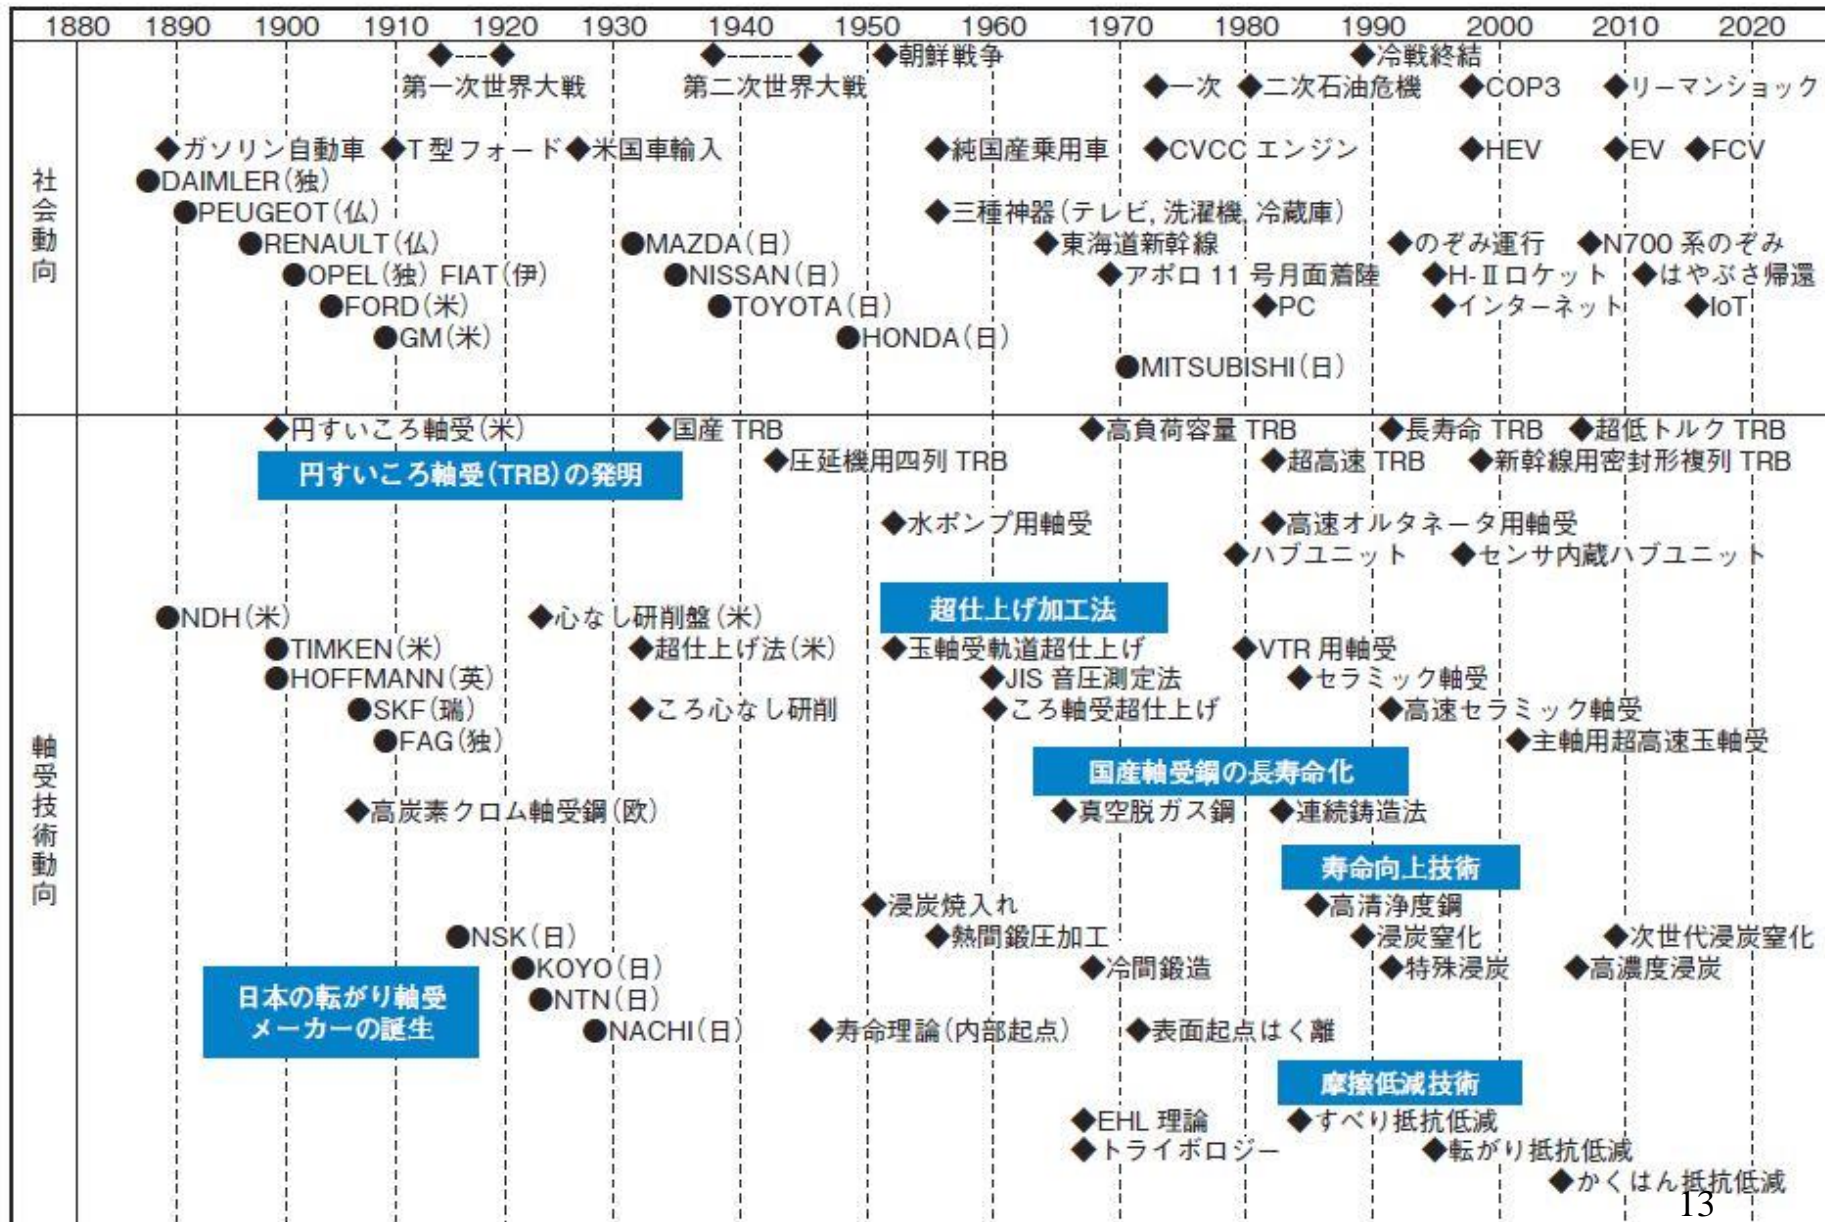 1880 1890 1900 1910 1920 1930 1940 1950 1960 1970 1980 1990 2000 2010 2020
社会動向
◆----◆ ◆------◆ ◆朝鮮戦争 ◆冷戦終結
第一次世界大戦 第二次世界大戦 ◆一次 ◆二次石油危機 ◆COP3 ◆リーマンショック
◆ガソリン自動車 ◆T型フォード ◆米国車輸入 ◆純国産乗用車 ◆CVCC エンジン ◆HEV ◆EV ◆FCV
●DAIMLER(独)
●PEUGEOT(仏) ◆三種神器(テレビ, 洗濯機, 冷蔵庫)
●RENAULT(仏) ●MAZDA(日) ◆東海道新幹線 ◆のぞみ運行 ◆N700 系のぞみ
●OPEL(独) FIAT(伊) ●NISSAN(日) ◆アポロ 11 号月面着陸 ◆H-Ⅱロケット ◆はやぶさ帰還
●FORD(米) ●TOYOTA(日) ◆PC ◆インターネット ◆IoT
●GM(米) ●HONDA(日)
●MITSUBISHI(日)
軸受技術動向
◆円すいころ軸受(米) ◆国産 TRB ◆高負荷容量 TRB ◆長寿命 TRB ◆超低トルク TRB
円すいころ軸受(TRB)の発明 ◆圧延機用四列 TRB ◆超高速 TRB ◆新幹線用密封形複列 TRB
◆水ポンプ用軸受 ◆高速オルタネータ用軸受
◆ハブユニット ◆センサ内蔵ハブユニット
超仕上げ加工法
●NDH(米) ◆心なし研削盤(米)
●TIMKEN(米) ◆超仕上げ法(米) ◆玉軸受軌道超仕上げ ◆VTR 用軸受
●HOFFMANN(英) ◆JIS 音圧測定法 ◆セラミック軸受
●SKF(瑞) ◆ころ心なし研削 ◆ころ軸受超仕上げ ◆高速セラミック軸受
●FAG(独) ◆主軸用超高速玉軸受
国産軸受鋼の長寿命化
◆高炭素クロム軸受鋼(欧) ◆真空脱ガス鋼 ◆連続鋳造法
寿命向上技術
◆浸炭焼入れ ◆高清浄度鋼
●NSK(日) ◆熱間鍛圧加工 ◆浸炭窒化 ◆次世代浸炭窒化
●KOYO(日) ◆冷間鍛造 ◆特殊浸炭 ◆高濃度浸炭
日本の転がり軸受
メーカーの誕生
●NTN(日)
●NACHI(日) ◆寿命理論(内部起点) ◆表面起点はく離
摩擦低減技術
◆EHL 理論 ◆すべり抵抗低減
◆トライボロジー ◆転がり抵抗低減
◆かくはん抵抗低減
13